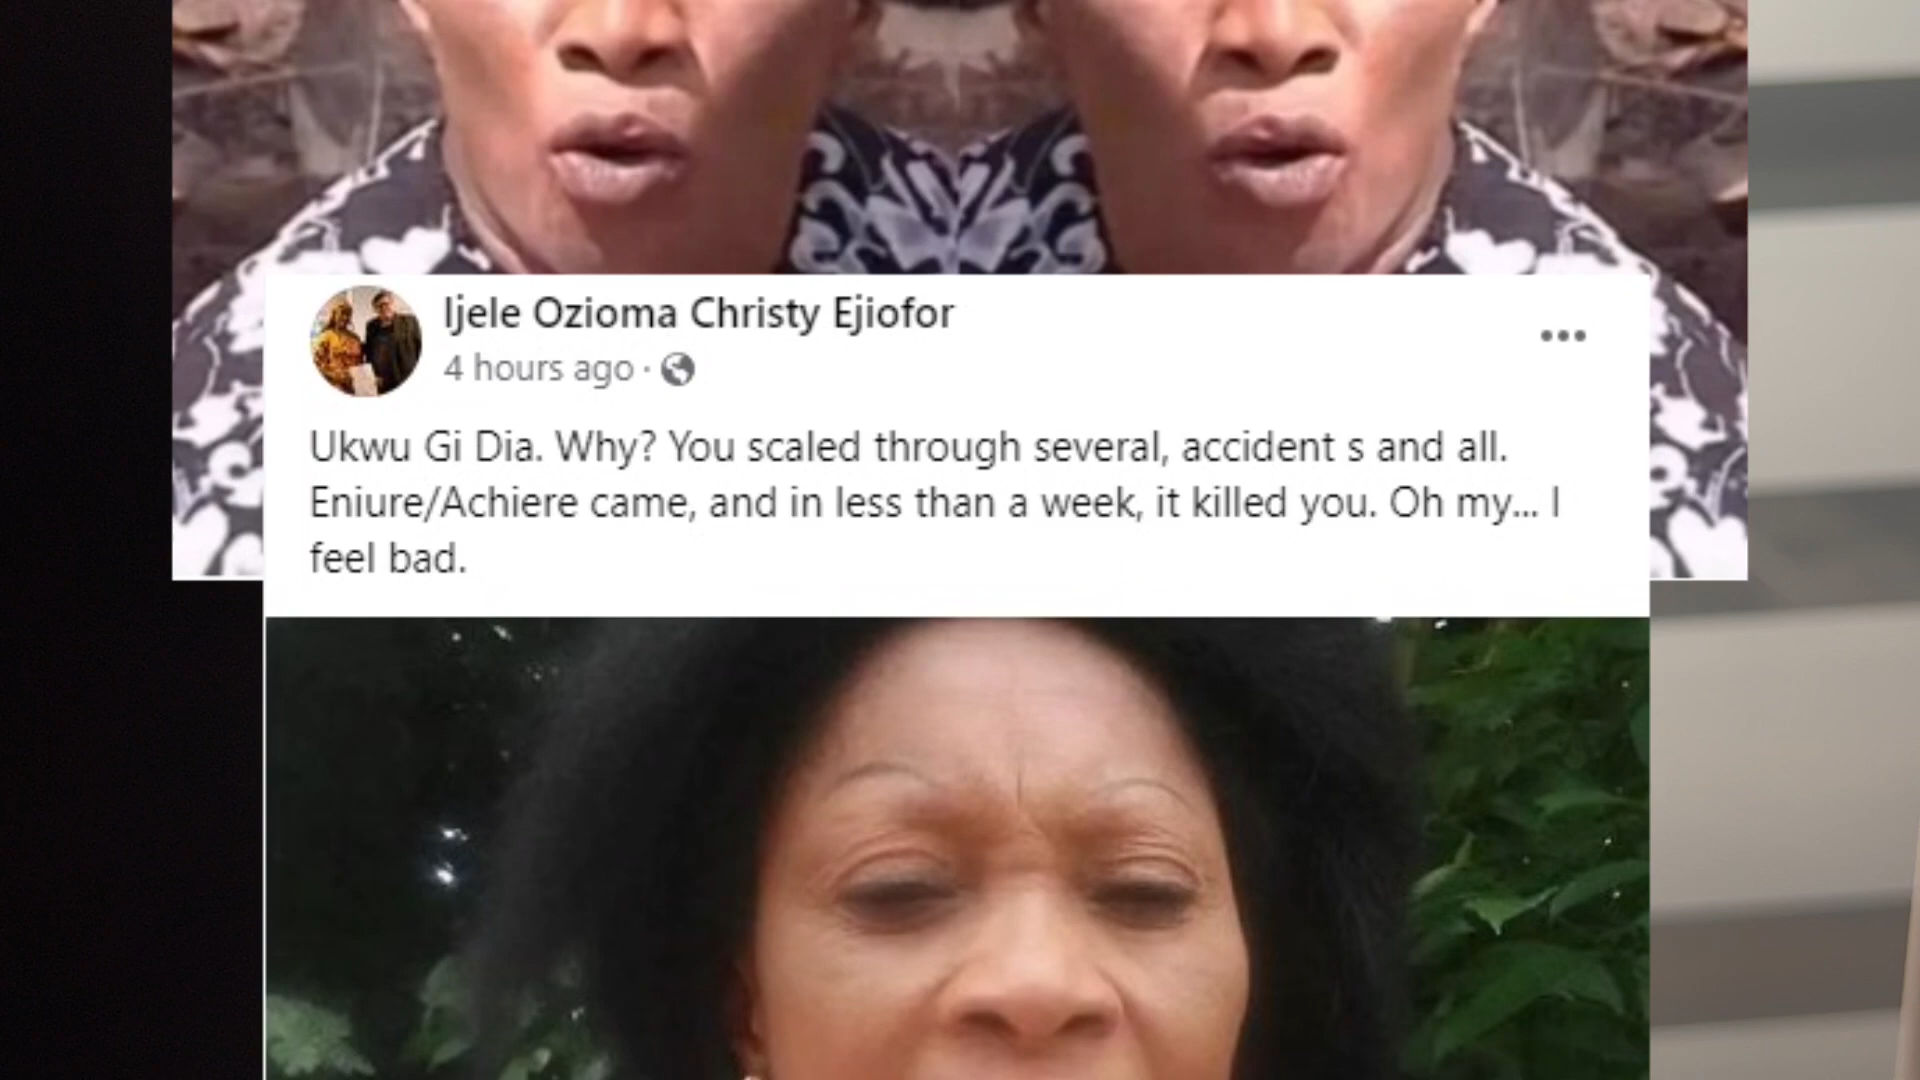 Ijele Ozioma Christy Ejiofor
4 hours ago ·
Ukwu Gi Dia. Why? You scaled through several, accident s and all.
Eniure/Achiere came, and in less than a week, it killed you. Oh my... I
feel bad.